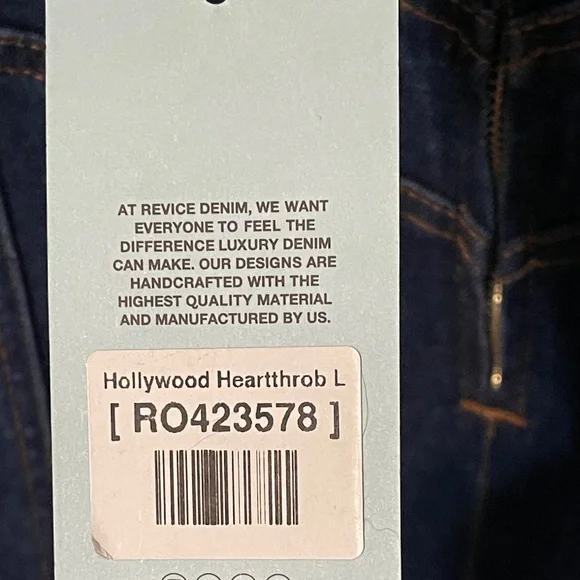 AT REVICE DENIM, WE WANT
EVERYONE TO FEEL THE
DIFFERENCE LUXURY DENIM
CAN MAKE. OUR DESIGNS ARE
HANDCRAFTED WITH THE
HIGHEST QUALITY MATERIAL
AND MANUFACTURED BY US.
Hollywood Heartthrob L
[ RO423578 ]